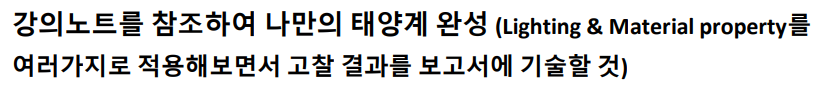 강의노트를 참조하여 나만의 태양계 완성 (Lighting & Material property를
여러가지로 적용해보면서 고찰 결과를 보고서에 기술할 것)